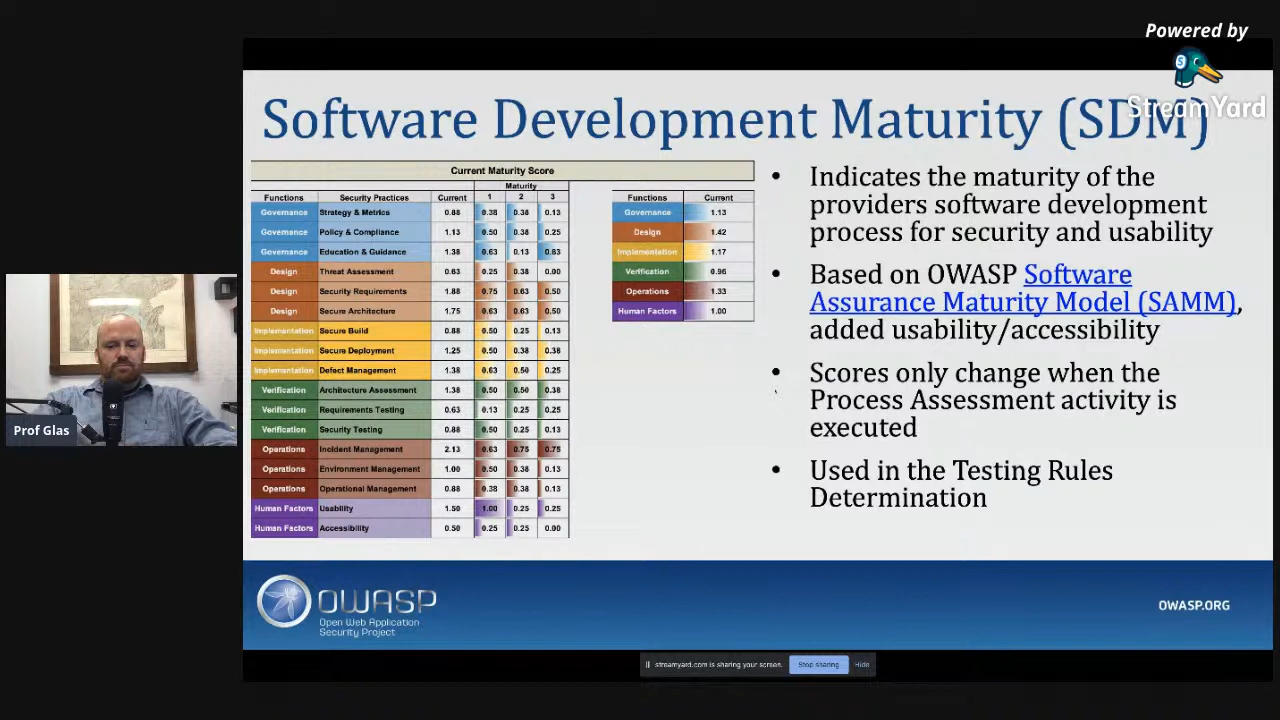 Powered by
StreamYard
Software Development Maturity (SDM)
Current Maturity Score
Maturity
Functions Security Practices Current 1 2 3
Governance Strategy & Metrics 0.88 0.38 0.38 0.13
Governance Policy & Compliance 1.13 0.50 0.38 0.25
Governance Education & Guidance 1.38 0.63 0.13 0.63
Design Threat Assessment 0.63 0.25 0.38 0.00
Design Security Requirements 1.88 0.75 0.63 0.50
Design Secure Architecture 1.75 0.63 0.63 0.50
Implementation Secure Build 0.88 0.50 0.25 0.13
Implementation Secure Deployment 1.25 0.50 0.38 0.38
Implementation Defect Management 1.38 0.63 0.50 0.25
Verification Architecture Assessment 1.38 0.50 0.50 0.38
Verification Requirements Testing 0.63 0.13 0.25 0.25
Verification Security Testing 0.88 0.50 0.25 0.13
Operations Incident Management 2.13 0.63 0.75 0.75
Operations Environment Management 1.00 0.50 0.38 0.13
Operations Operational Management 0.88 0.38 0.38 0.13
Human Factors Usability 1.50 1.00 0.25 0.25
Human Factors Accessibility 0.50 0.25 0.25 0.00
Functions Current
Governance 1.13
Design 1.42
Implementation 1.17
Verification 0.96
Operations 1.33
Human Factors 1.00
• Indicates the maturity of the
providers software development
process for security and usability
• Based on OWASP Software
Assurance Maturity Model (SAMM),
added usability/accessibility
• Scores only change when the
Process Assessment activity is
executed
• Used in the Testing Rules
Determination
Prof Glas
OWASP
Open Web Application
Security Project
OWASP.ORG
streamyard.com is sharing your screen. Stop sharing Hide